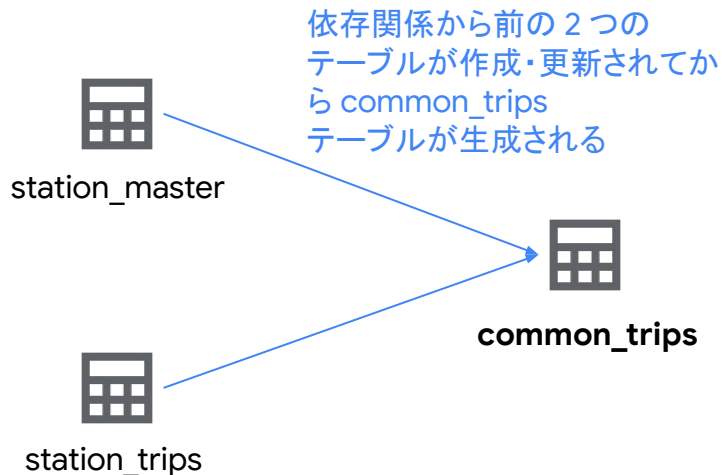 依存関係から前の 2 つの
テーブルが作成・更新されてか
ら common_trips
テーブルが生成される
station_master
common_trips
station_trips